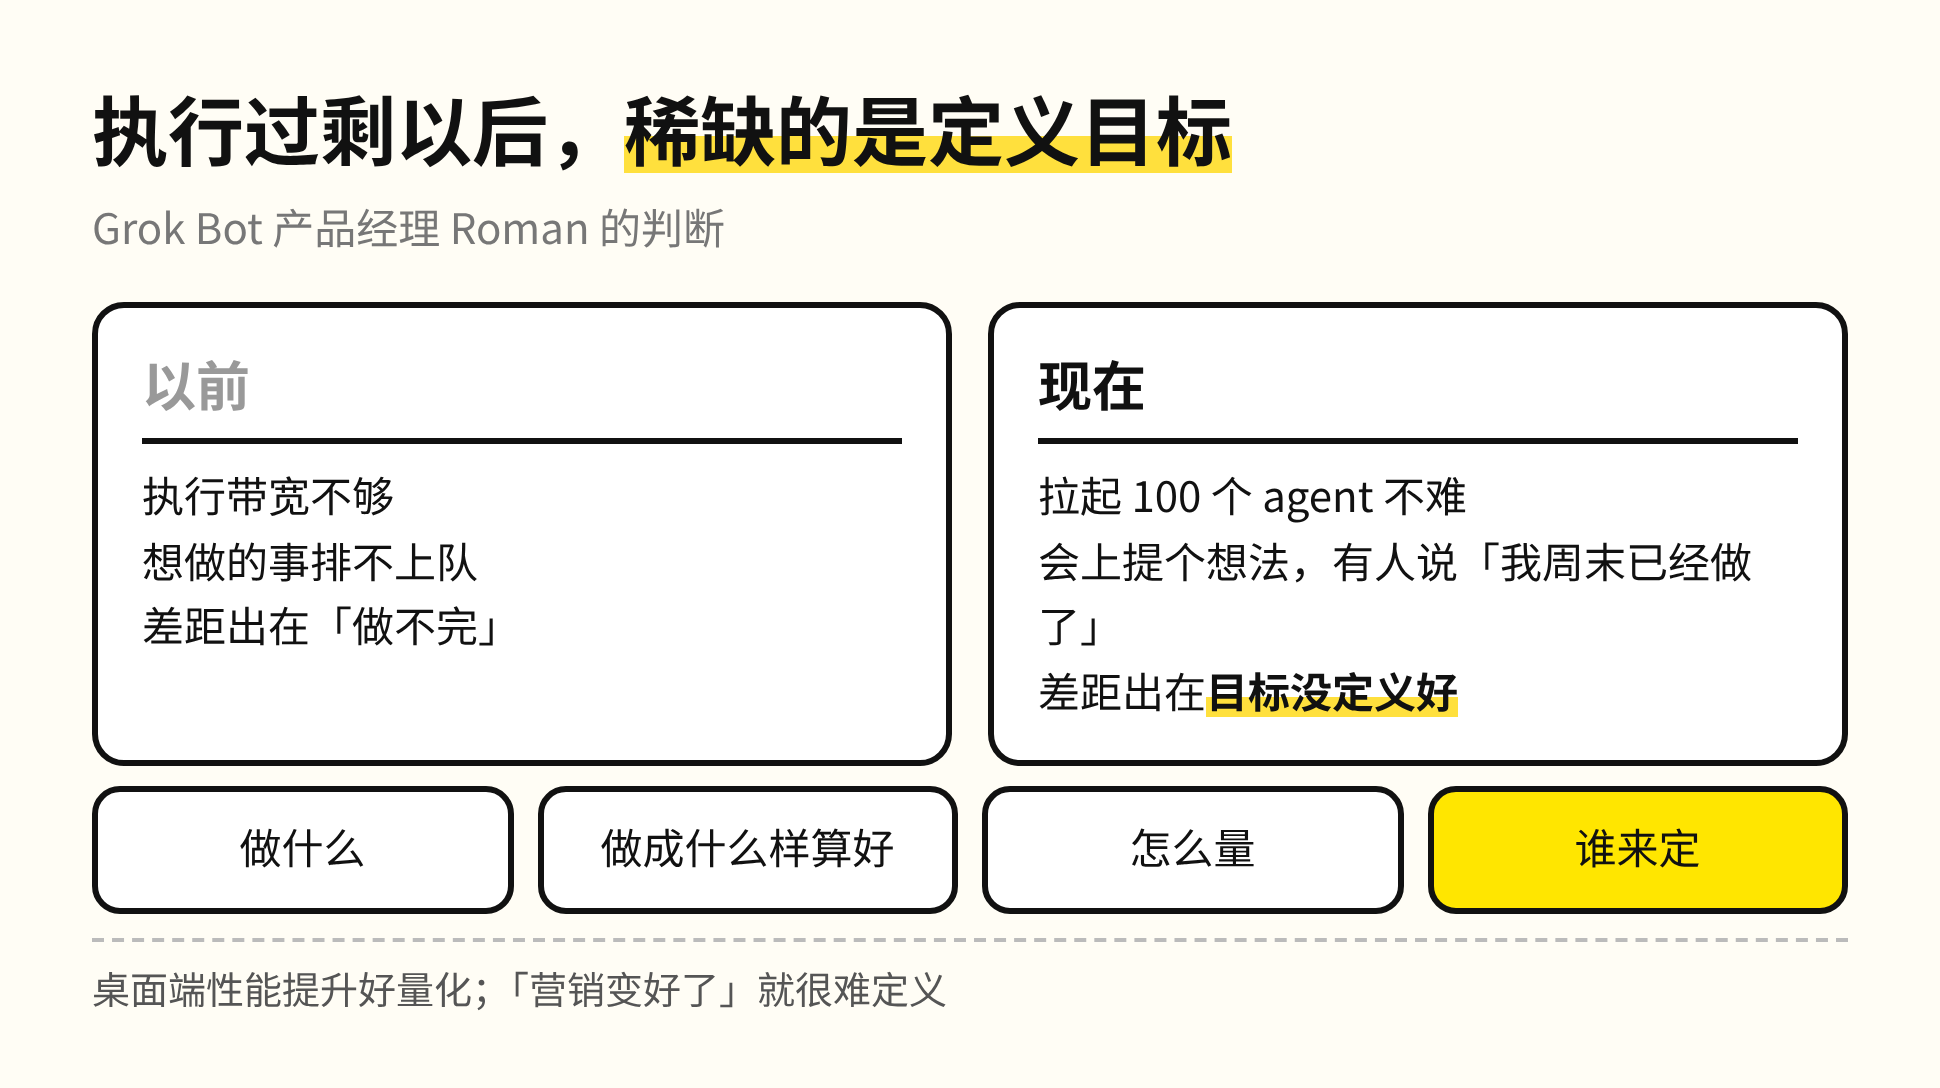 执行过剩以后，稀缺的是定义目标
Grok Bot 产品经理 Roman 的判断
以前
执行带宽不够
想做的事排不上队
差距出在「做不完」
现在
拉起 100 个 agent 不难
会上提个想法，有人说「我周末已经做
了」
差距出在目标没定义好
做什么
做成什么样算好
怎么量
谁来定
桌面端性能提升好量化；「营销变好了」就很难定义